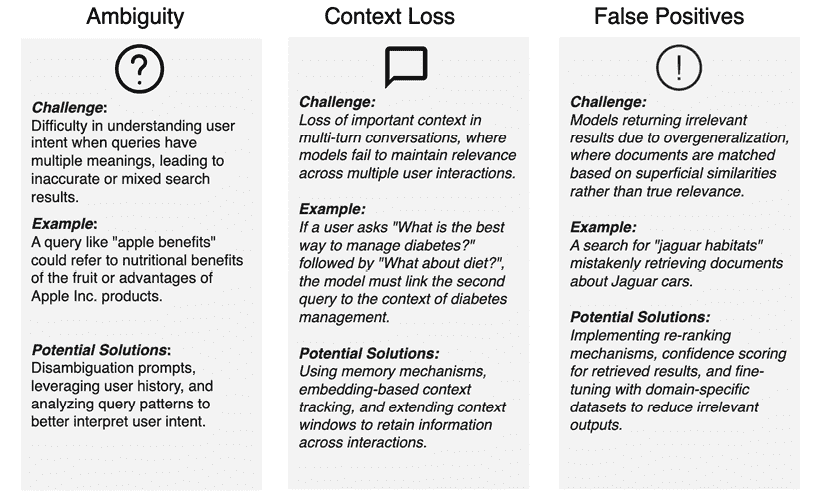 Ambiguity
Challenge:
Difficulty in understanding user
intent when queries have
multiple meanings, leading to
inaccurate or mixed search
results.
Example:
A query like "apple benefits"
could refer to nutritional benefits
of the fruit or advantages of
Apple Inc. products.
Potential Solutions:
Disambiguation prompts,
leveraging user history, and
analyzing query patterns to
better interpret user intent.
Context Loss
Challenge:
Loss of important context in
multi-turn conversations, where
models fail to maintain relevance
across multiple user interactions.
Example:
If a user asks "What is the best
way to manage diabetes?"
followed by "What about diet?",
the model must link the second
query to the context of diabetes
management.
Potential Solutions:
Using memory mechanisms,
embedding-based context
tracking, and extending context
windows to retain information
across interactions.
False Positives
Challenge:
Models returning irrelevant
results due to overgeneralization,
where documents are matched
based on superficial similarities
rather than true relevance.
Example:
A search for "jaguar habitats"
mistakenly retrieving documents
about Jaguar cars.
Potential Solutions:
Implementing re-ranking
mechanisms, confidence scoring
for retrieved results, and fine-
tuning with domain-specific
datasets to reduce irrelevant
outputs.